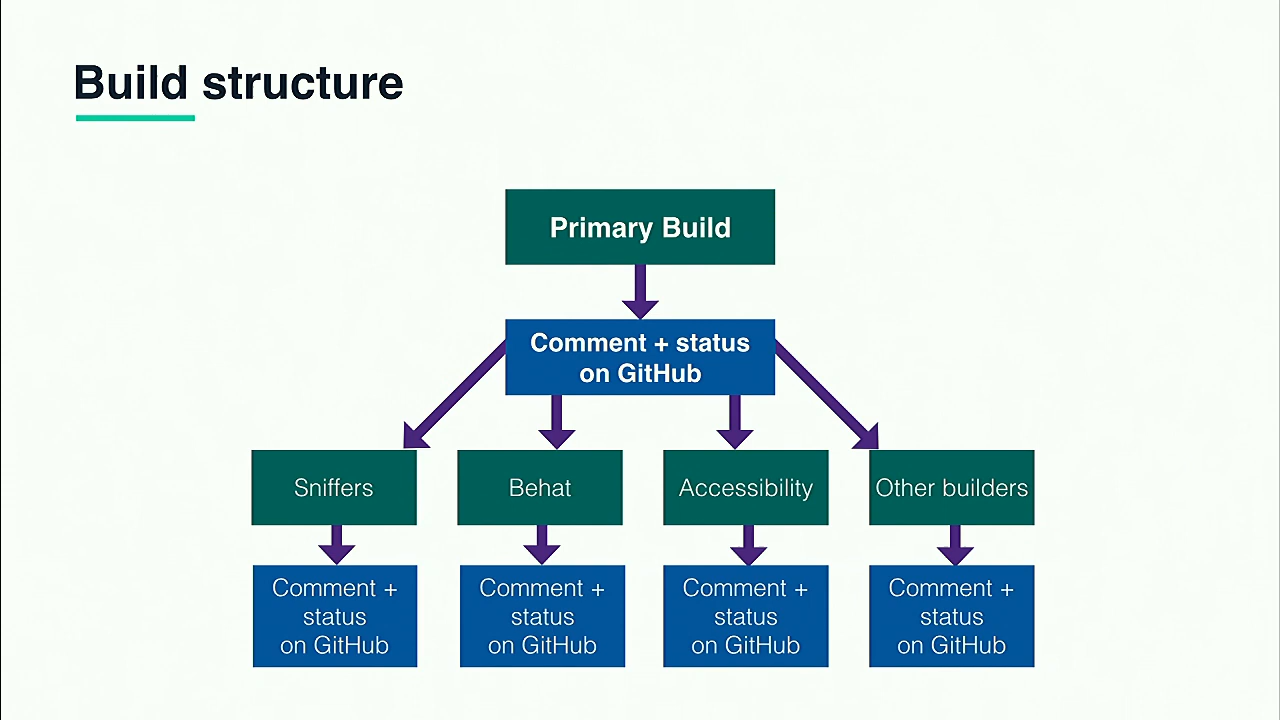 Build structure
Primary Build
Comment + status
on GitHub
Sniffers
Behat
Accessibility
Other builders
Comment +
status
on GitHub
Comment +
status
on GitHub
Comment +
status
on GitHub
Comment +
status
on GitHub